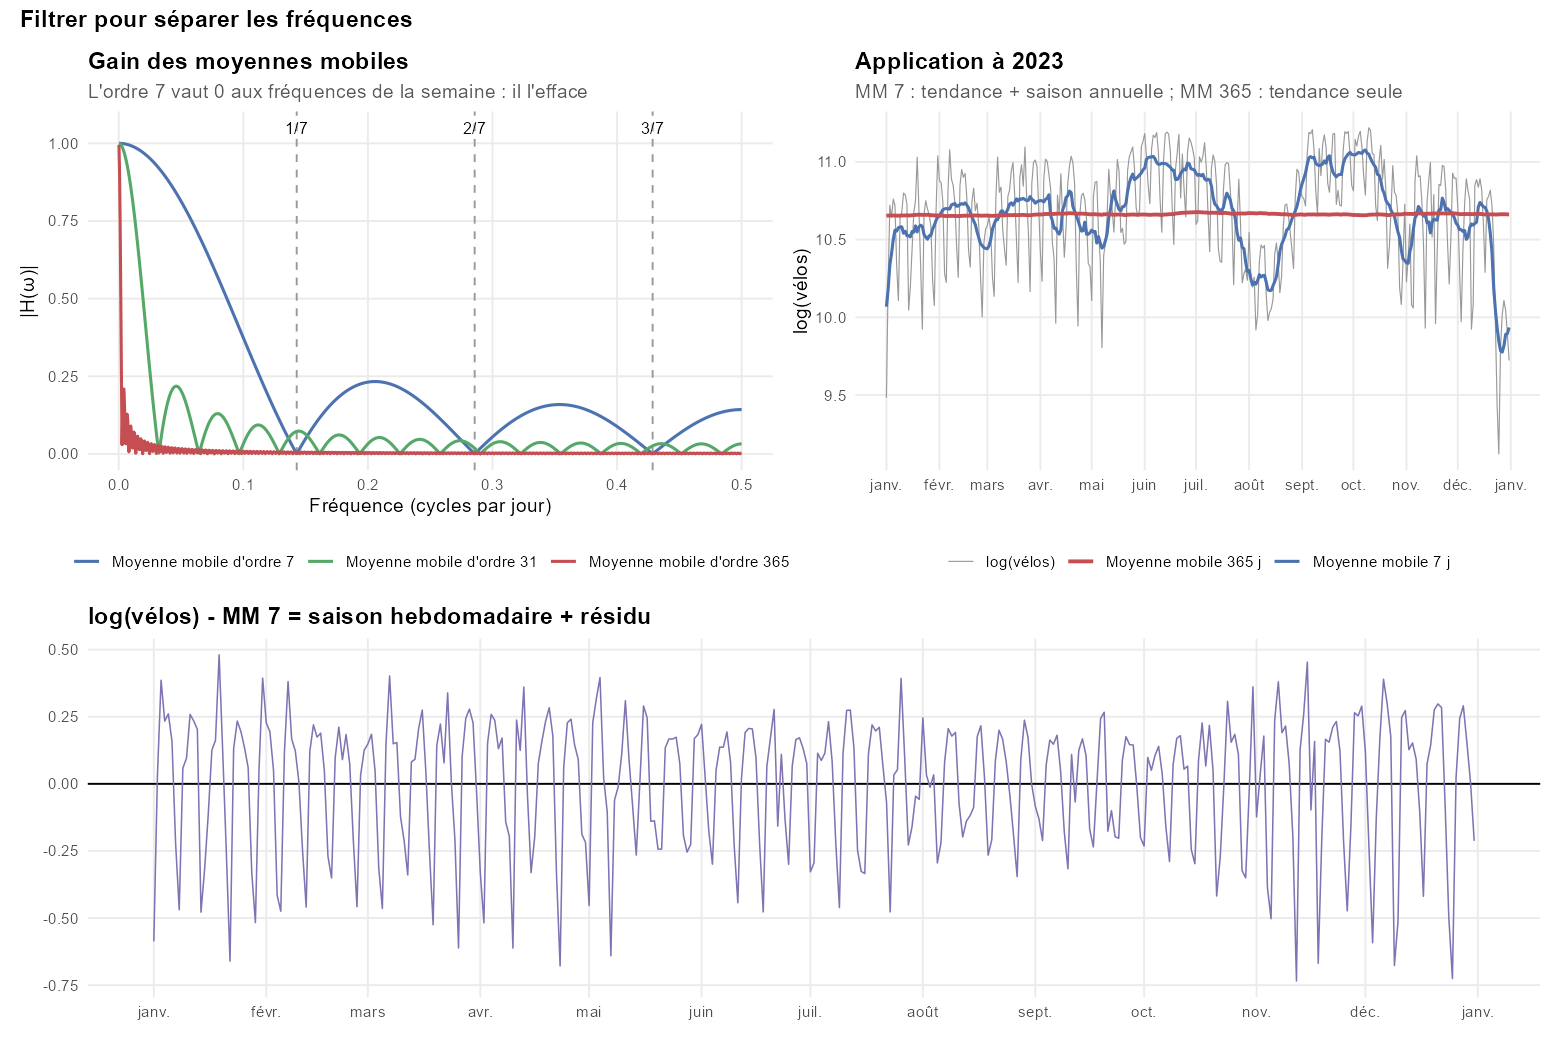 Filtrer pour séparer les fréquences
Gain des moyennes mobiles
L'ordre 7 vaut 0 aux fréquences de la semaine : il l'efface
1/7
2/7
3/7
1.00
0.75
0.50
0.25
0.00
|H(ω)|
0.0
0.1
0.2
0.3
0.4
0.5
Fréquence (cycles par jour)
Moyenne mobile d'ordre 7
Moyenne mobile d'ordre 31
Moyenne mobile d'ordre 365
Application à 2023
MM 7 : tendance + saison annuelle ; MM 365 : tendance seule
11.0
10.5
10.0
9.5
log(vélos)
janv.
févr.
mars
avr.
mai
juin
juil.
août
sept.
oct.
nov.
déc.
janv.
log(vélos)
Moyenne mobile 365 j
Moyenne mobile 7 j
log(vélos) - MM 7 = saison hebdomadaire + résidu
0.50
0.25
0.00
-0.25
-0.50
-0.75
janv.
févr.
mars
avr.
mai
juin
juil.
août
sept.
oct.
nov.
déc.
janv.